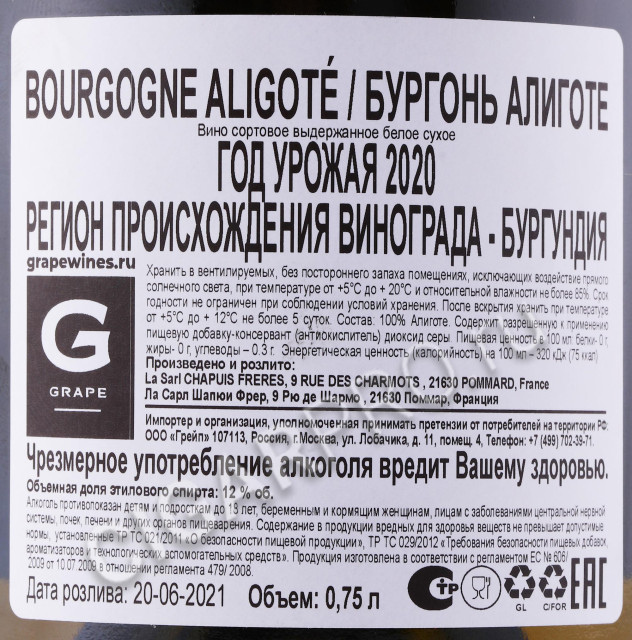 BOURGOGNE ALIGOTÉ / БУРГОНЬ АЛИГОТЕ
Вино сортовое выдержанное белое сухое
ГОД УРОЖАЯ 2020
РЕГИОН ПРОИСХОЖДЕНИЯ ВИНОГРАДА - БУРГУНДИЯ
grapewines.ru
G
GRAPE
Хранить в вентилируемых, без постороннего запаха помещениях, исключающих воздействие прямого
солнечного света, при температуре от +5°С до + 20°С и относительной влажности не более 85%. Срок
годности не ограничен при соблюдении условий хранения. После вскрытия хранить при температуре
от +5°С до + 12°С не более 5 суток. Состав: 100% Алиготе. Содержит разрешенную к применению
пищевую добавку-консервант (антиокислитель) диоксид серы. Пищевая ценность в 100 мл: белки- 0 г,
жиры- 0 г, углеводы – 0.3 г. Энергетическая ценность (калорийность) на 100 мл – 320 кДж (75 ккал)
Произведено и розлито:
La Sarl CHAPUIS FRERES, 9 RUE DES CHARMOTS , 21630 POMMARD, France
Ла Сарл Шапюи Фрер, 9 Рю де Шармо , 21630 Поммар, Франция
Импортер и организация, уполномоченная принимать претензии от потребителей на территории РФ:
ООО «Грейп» 107113, Россия, г.Москва, ул. Лобачика, д. 11, помещ. 4, Телефон: +7 (499) 702-39-71.
Чрезмерное употребление алкоголя вредит Вашему здоровью.
Объемная доля этилового спирта: 12 % об.
Алкоголь противопоказан детям и подросткам до 18 лет, беременным и кормящим женщинам, лицам с заболеваниями центральной нервной
системы, почек, печени и других органов пищеварения. Содержание в продукции вредных для здоровья веществ не превышает допустимые
нормы, установленные ТР ТС 021/2011 «О безопасности пищевой продукции», ТР ТС 029/2012 «Требования безопасности пищевых добавок,
ароматизаторов и технологических вспомогательных средств». Продукция изготовлена в соответствии с регламентом ЕС № 606/
2009 от 10.07.2009 в отношении регламента 479/ 2008.
Дата розлива: 20-06-2021 Объем: 0,75 л
СТР
GL
C/FOR
EAC
CIGARPRO.ru